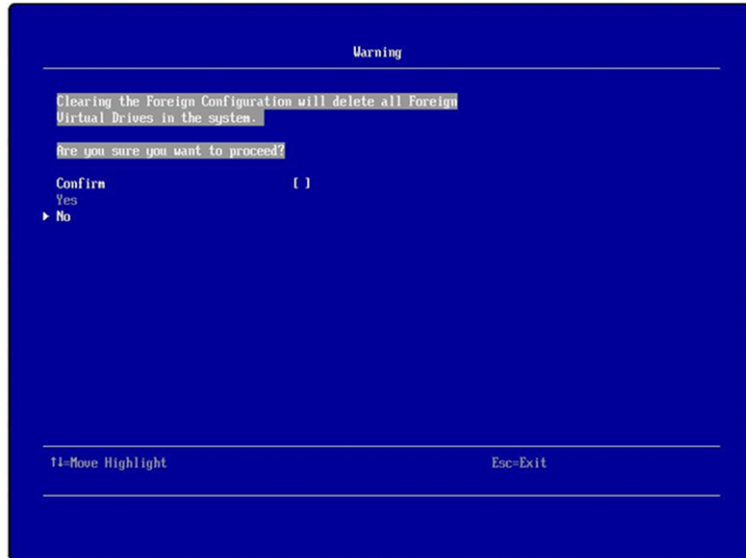 Warning
Clearing the Foreign Configuration will delete all Foreign
Virtual Drives in the system.
Are you sure you want to proceed?
Confirm [ ]
Yes
No
↑↓=Move Highlight Esc=Exit